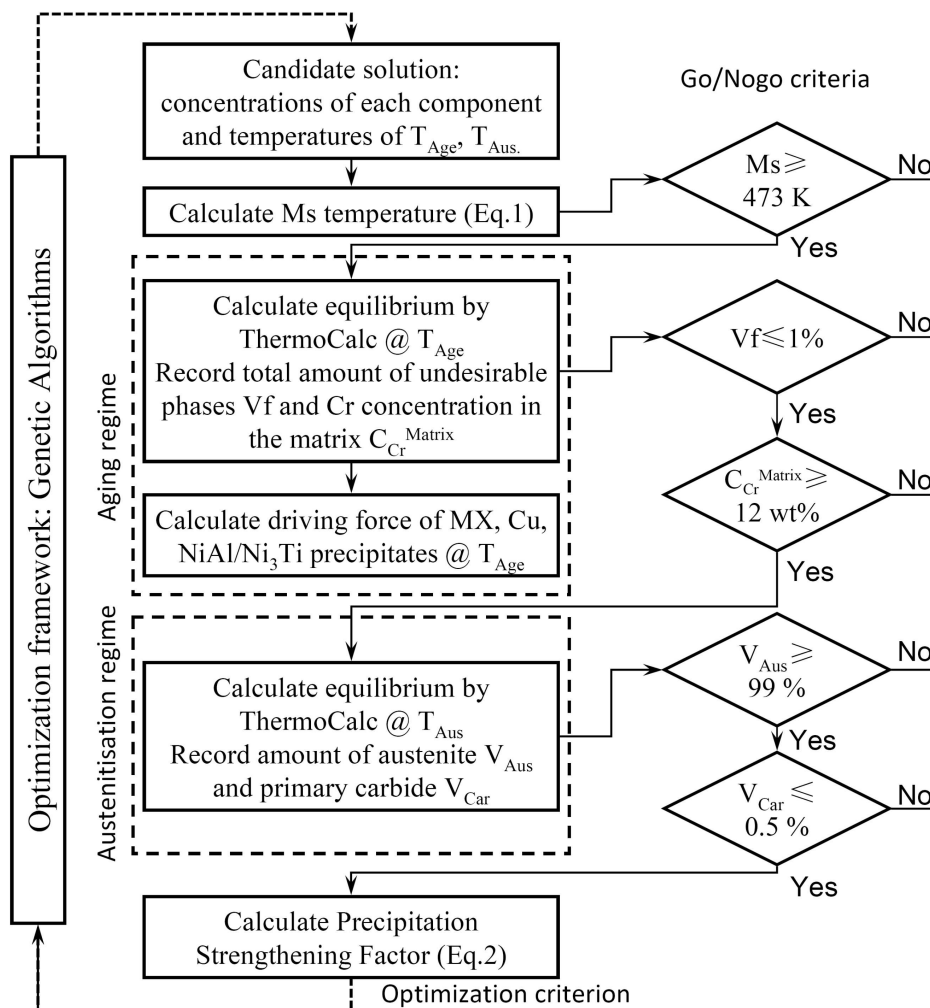 Optimization framework: Genetic Algorithms
Candidate solution:
concentrations of each component
and temperatures of T_Age, T_Aus.
Go/Nogo criteria
Calculate Ms temperature (Eq.1)
Ms≥
473 K
No
Yes
Aging regime
Calculate equilibrium by
ThermoCalc @ T_Age
Record total amount of undesirable
phases Vf and Cr concentration in
the matrix C_Cr^Matrix
Vf≤1%
No
Yes
C_Cr^Matrix≥
12 wt%
No
Yes
Calculate driving force of MX, Cu,
NiAl/Ni₃Ti precipitates @ T_Age
Austenitisation regime
Calculate equilibrium by
ThermoCalc @ T_Aus
Record amount of austenite V_Aus
and primary carbide V_Car
V_Aus≥
99 %
No
Yes
V_Car ≤
0.5 %
No
Yes
Calculate Precipitation
Strengthening Factor (Eq.2)
Optimization criterion